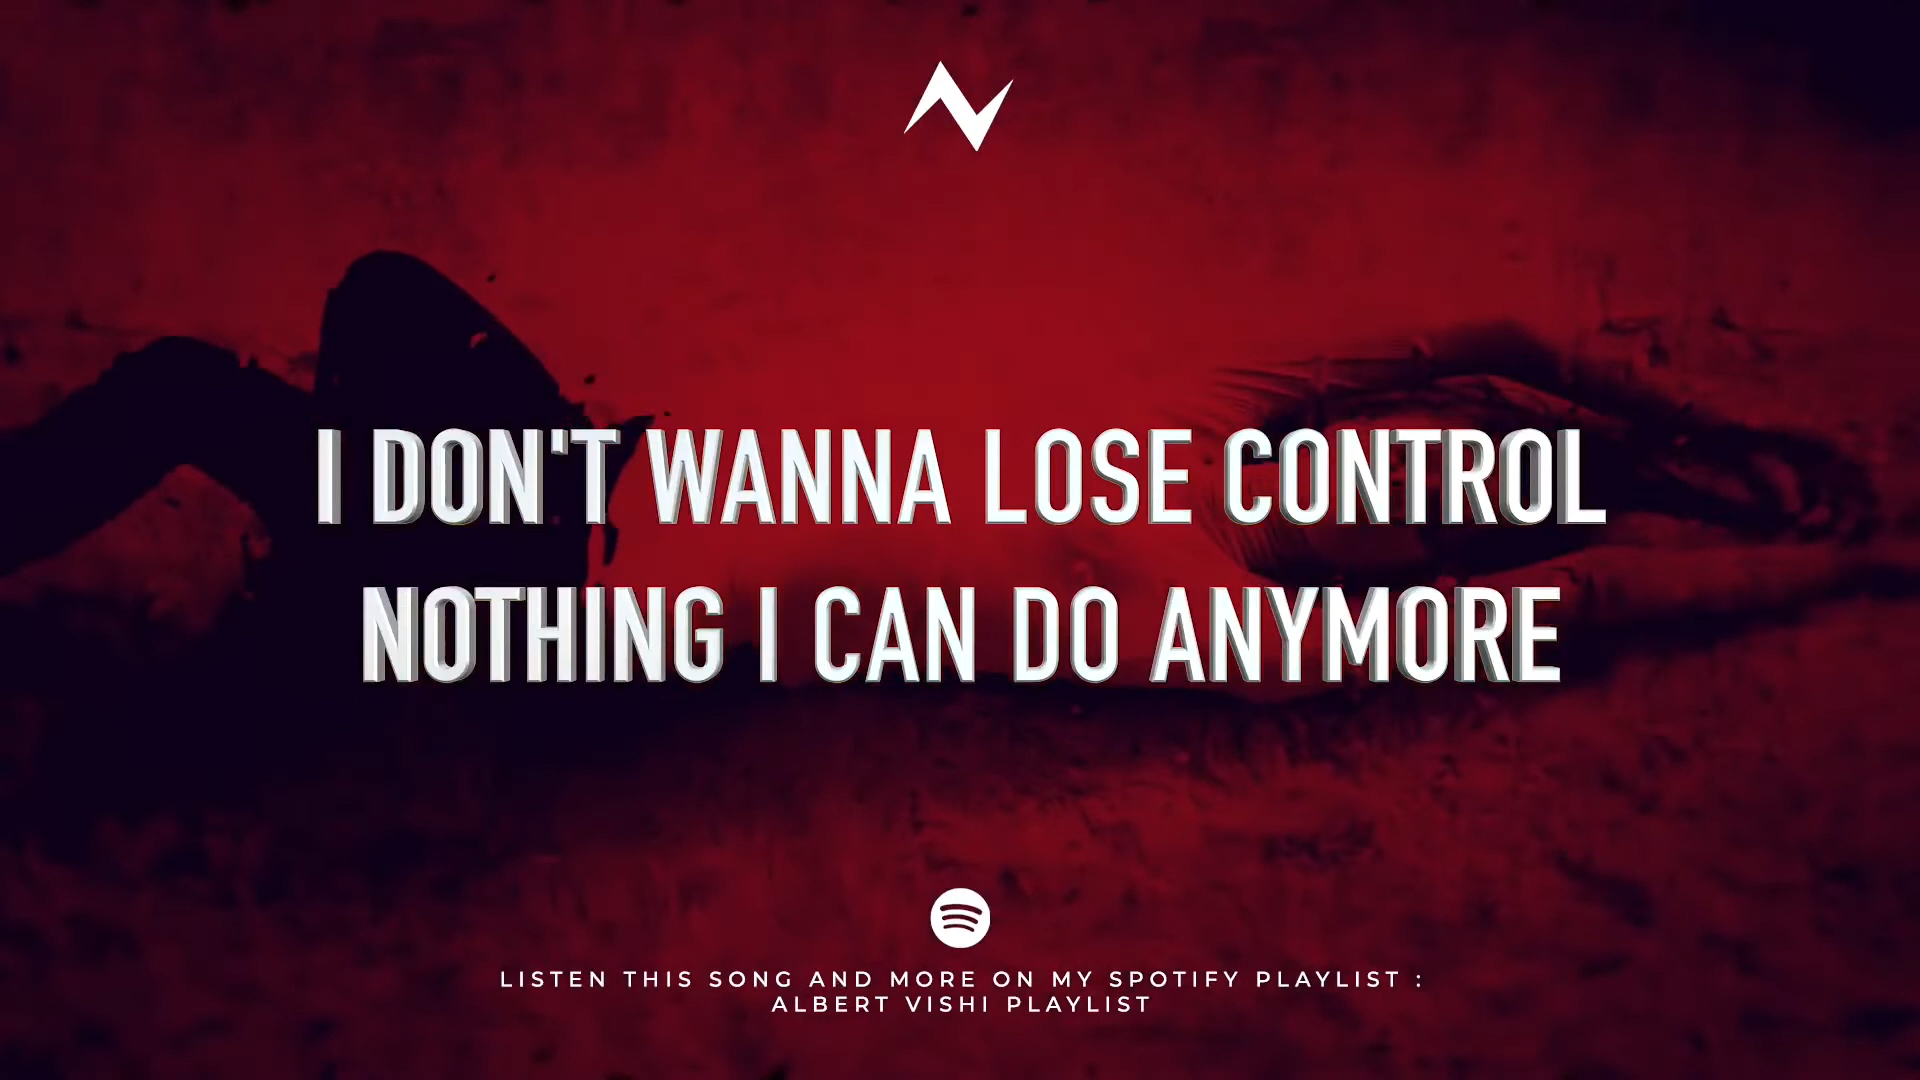 I DON'T WANNA LOSE CONTROL
NOTHING I CAN DO ANYMORE
LISTEN THIS SONG AND MORE ON MY SPOTIFY PLAYLIST :
ALBERT VISHI PLAYLIST